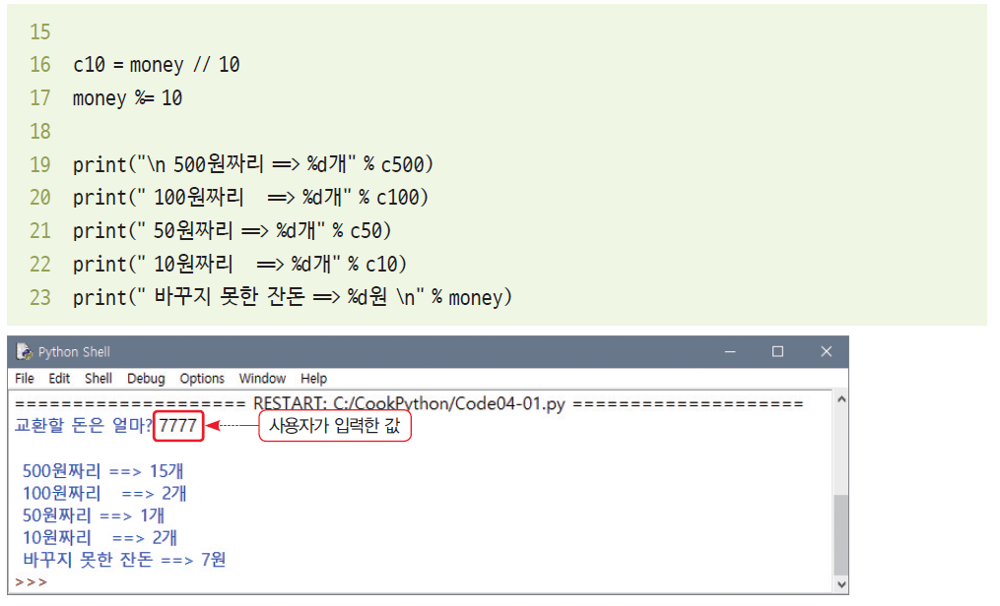 15
16 c10 = money // 10
17 money %= 10
18
19 print("\n 500원짜리 ==> %d개" % c500)
20 print(" 100원짜리  ==> %d개" % c100)
21 print(" 50원짜리 ==> %d개" % c50)
22 print(" 10원짜리  ==> %d개" % c10)
23 print(" 바꾸지 못한 잔돈 ==> %d원 \n" % money)
Python Shell
File Edit Shell Debug Options Window Help
==================== RESTART: C:/CookPython/Code04-01.py ====================
교환할 돈은 얼마?7777 사용자가 입력한 값
500원짜리 ==> 15개
100원짜리  ==> 2개
50원짜리 ==> 1개
10원짜리  ==> 2개
바꾸지 못한 잔돈 ==> 7원
>>>